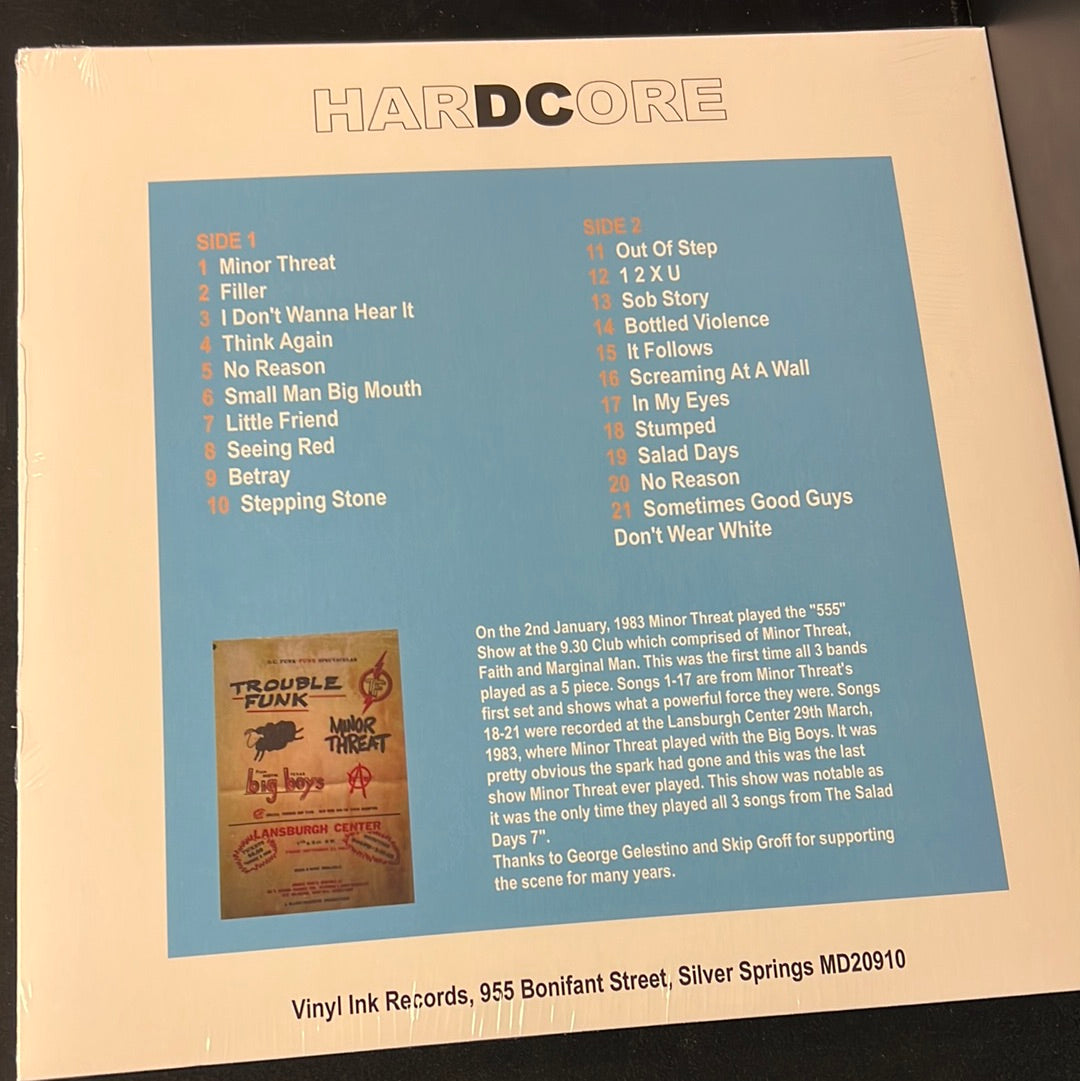 HARDCORE
SIDE 1
1 Minor Threat
2 Filler
3 I Don't Wanna Hear It
4 Think Again
5 No Reason
6 Small Man Big Mouth
7 Little Friend
8 Seeing Red
9 Betray
10 Stepping Stone
SIDE 2
11 Out Of Step
12 1 2 X U
13 Sob Story
14 Bottled Violence
15 It Follows
16 Screaming At A Wall
17 In My Eyes
18 Stumped
19 Salad Days
20 No Reason
21 Sometimes Good Guys
Don't Wear White
D.C. FUNK-PUNK SPECTACULAR
TROUBLE
FUNK
MINOR
THREAT
big boys
LANSBURGH CENTER
On the 2nd January, 1983 Minor Threat played the "555"
Show at the 9.30 Club which comprised of Minor Threat,
Faith and Marginal Man. This was the first time all 3 bands
played as a 5 piece. Songs 1-17 are from Minor Threat's
first set and shows what a powerful force they were. Songs
18-21 were recorded at the Lansburgh Center 29th March,
1983, where Minor Threat played with the Big Boys. It was
pretty obvious the spark had gone and this was the last
show Minor Threat ever played. This show was notable as
it was the only time they played all 3 songs from The Salad
Days 7".
Thanks to George Gelestino and Skip Groff for supporting
the scene for many years.
Vinyl Ink Records, 955 Bonifant Street, Silver Springs MD20910